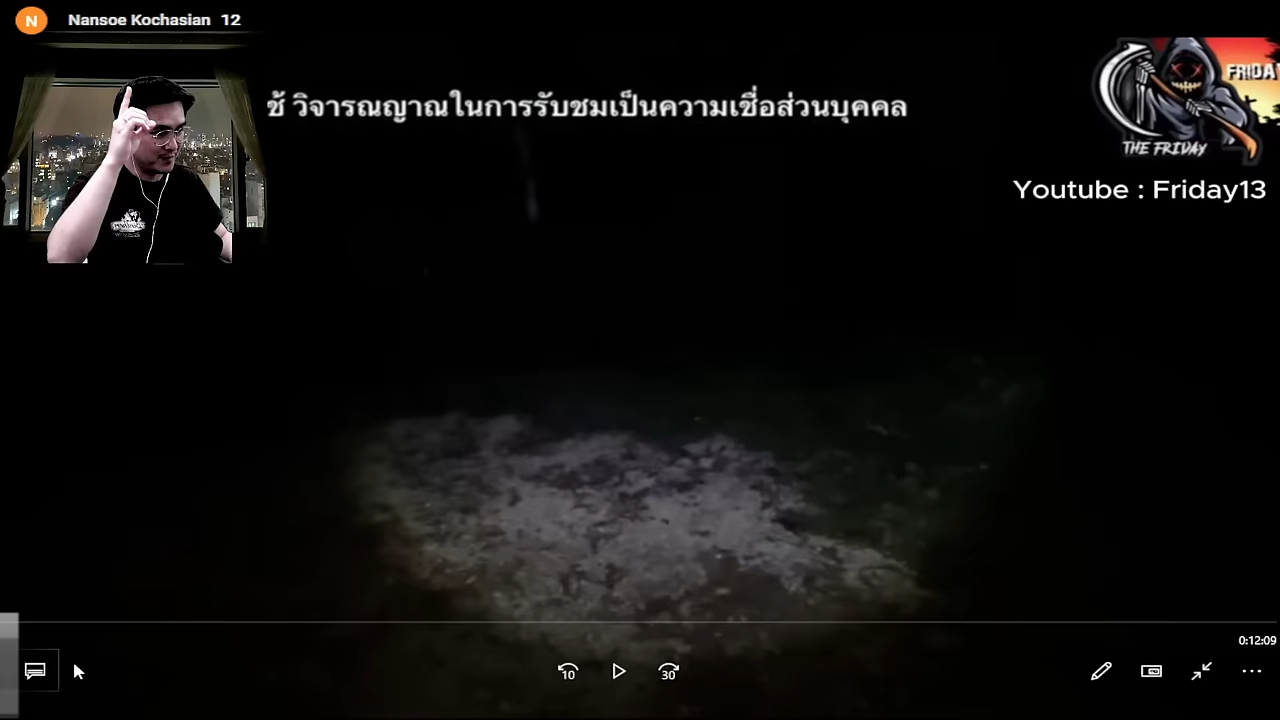 N
Nansoe Kochasian 12
ช้ วิจารณญาณในการรับชมเป็นความเชื่อส่วนบุคคล
FRIDA
THE FRIDAY
Youtube : Friday13
0:12:09
10
30